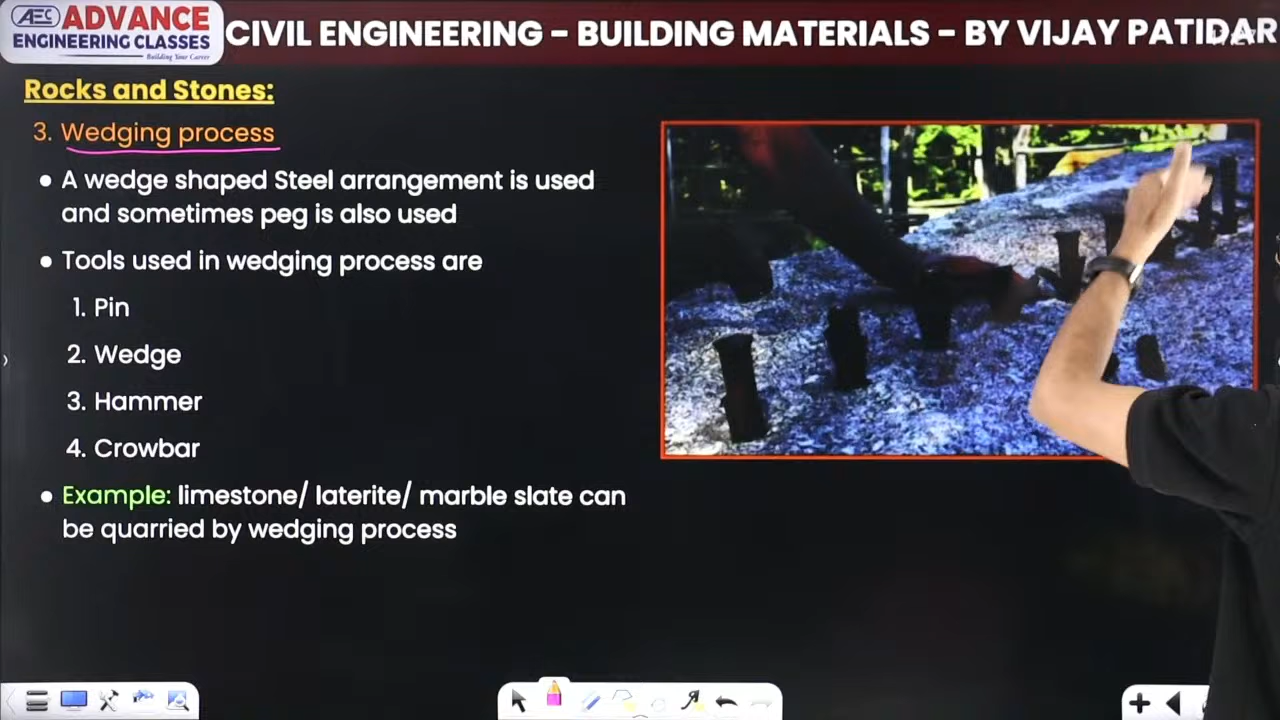 AEC ADVANCE
ENGINEERING CLASSES
Building Your Career
CIVIL ENGINEERING - BUILDING MATERIALS - BY VIJAY PATIDAR
Rocks and Stones:
3. Wedging process
• A wedge shaped Steel arrangement is used
and sometimes peg is also used
• Tools used in wedging process are
1. Pin
2. Wedge
3. Hammer
4. Crowbar
• Example: limestone/ laterite/ marble slate can
be quarried by wedging process